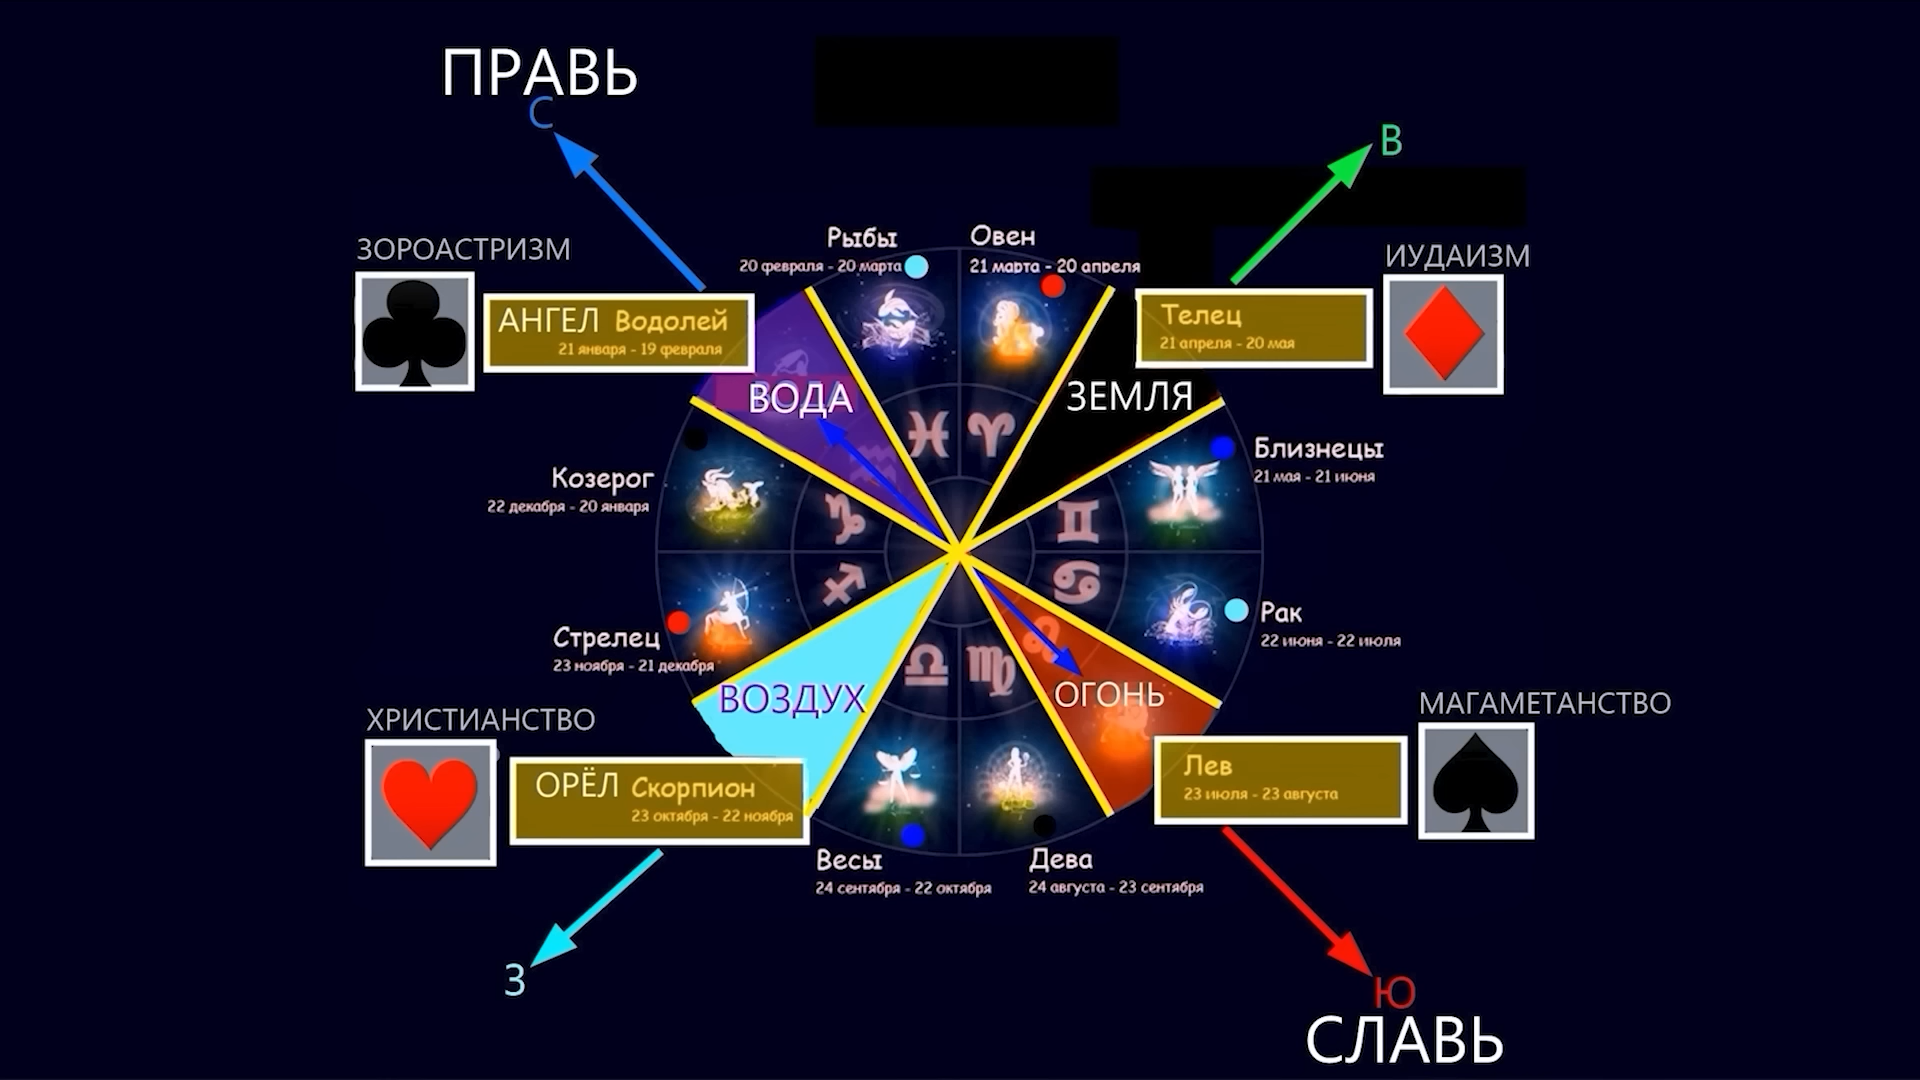 ПРАВЬ
С
В
Рыбы
20 февраля - 20 марта
Овен
21 марта - 20 апреля
ЗОРОАСТРИЗМ
ИУДАИЗМ
АНГЕЛ Водолей
21 января - 19 февраля
Телец
21 апреля - 20 мая
ВОДА
ЗЕМЛЯ
Козерог
22 декабря - 20 января
Близнецы
21 мая - 21 июня
Стрелец
23 ноября - 21 декабря
Рак
22 июня - 22 июля
ВОЗДУХ
ОГОНЬ
ХРИСТИАНСТВО
МАГАМЕТАНСТВО
ОРЁЛ Скорпион
23 октября - 22 ноября
Лев
23 июля - 23 августа
Весы
24 сентября - 22 октября
Дева
24 августа - 23 сентября
З
Ю
СЛАВЬ